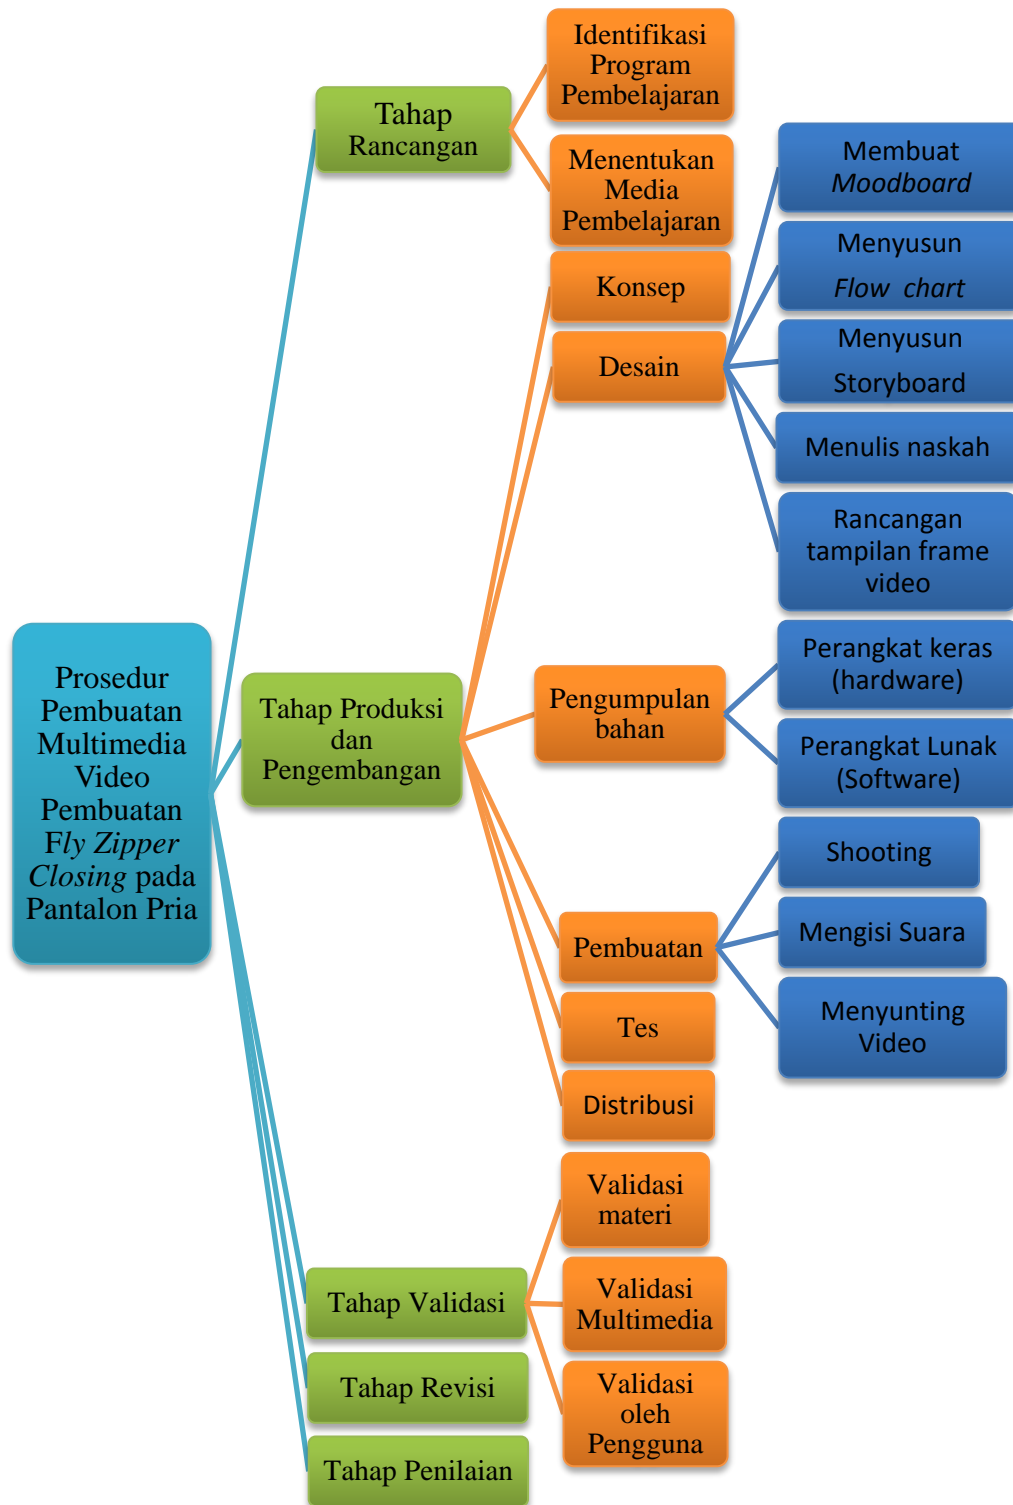 Prosedur
Pembuatan
Multimedia
Video
Pembuatan
Fly Zipper
Closing pada
Pantalon Pria
Tahap
Rancangan
Identifikasi
Program
Pembelajaran
Menentukan
Media
Pembelajaran
Tahap Produksi
dan
Pengembangan
Konsep
Desain
Membuat
Moodboard
Menyusun
Flow chart
Menyusun
Storyboard
Menulis naskah
Rancangan
tampilan frame
video
Pengumpulan
bahan
Perangkat keras
(hardware)
Perangkat Lunak
(Software)
Pembuatan
Shooting
Mengisi Suara
Menyunting
Video
Tes
Distribusi
Tahap Validasi
Validasi
materi
Validasi
Multimedia
Validasi
oleh
Pengguna
Tahap Revisi
Tahap Penilaian